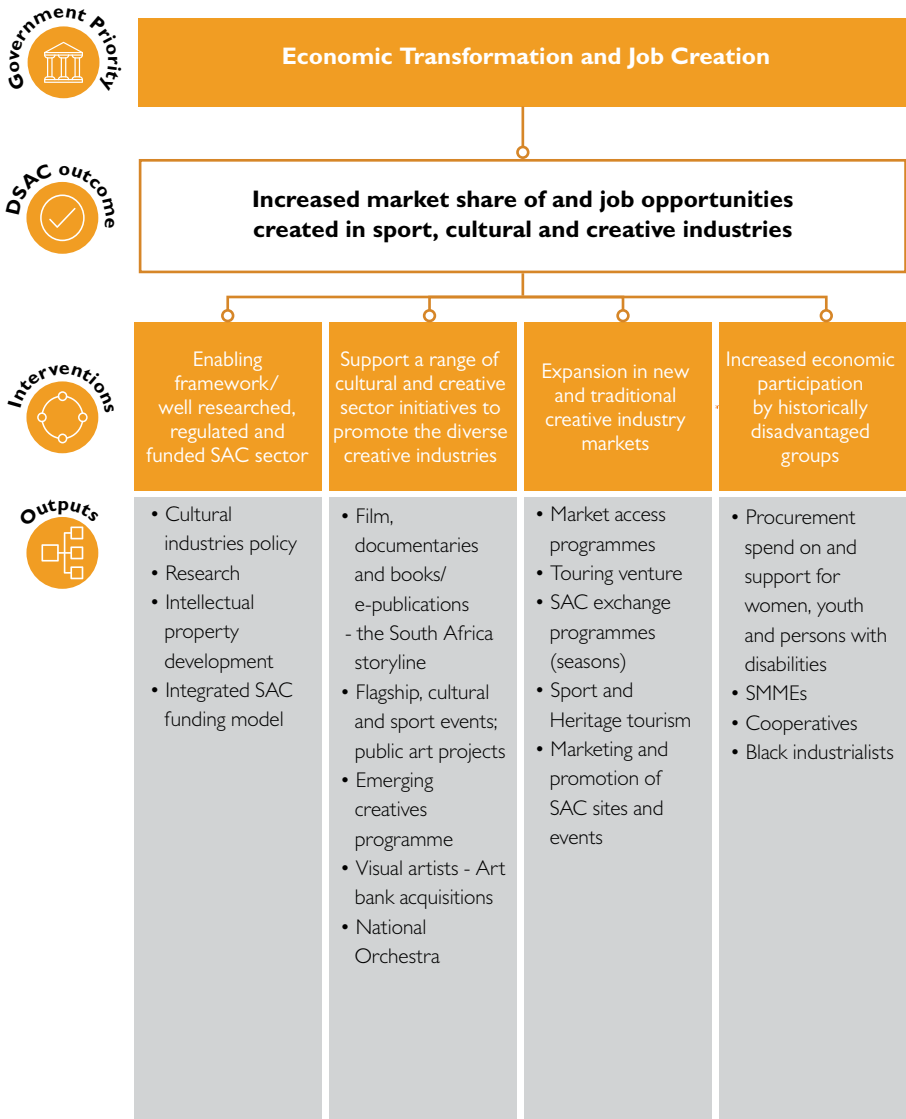 Government Priority
Economic Transformation and Job Creation
DSAC outcome
Increased market share of and job opportunities
created in sport, cultural and creative industries
Interventions
Enabling
framework/
well researched,
regulated and
funded SAC sector
Support a range of
cultural and creative
sector initiatives to
promote the diverse
creative industries
Expansion in new
and traditional
creative industry
markets
Increased economic
participation
by historically
disadvantaged
groups
Outputs
• Cultural
industries policy
• Research
• Intellectual
property
development
• Integrated SAC
funding model
• Film,
documentaries
and books/
e-publications
- the South Africa
storyline
• Flagship, cultural
and sport events;
public art projects
• Emerging
creatives
programme
• Visual artists - Art
bank acquisitions
• National
Orchestra
• Market access
programmes
• Touring venture
• SAC exchange
programmes
(seasons)
• Sport and
Heritage tourism
• Marketing and
promotion of
SAC sites and
events
• Procurement
spend on and
support for
women, youth
and persons with
disabilities
• SMMEs
• Cooperatives
• Black industrialists